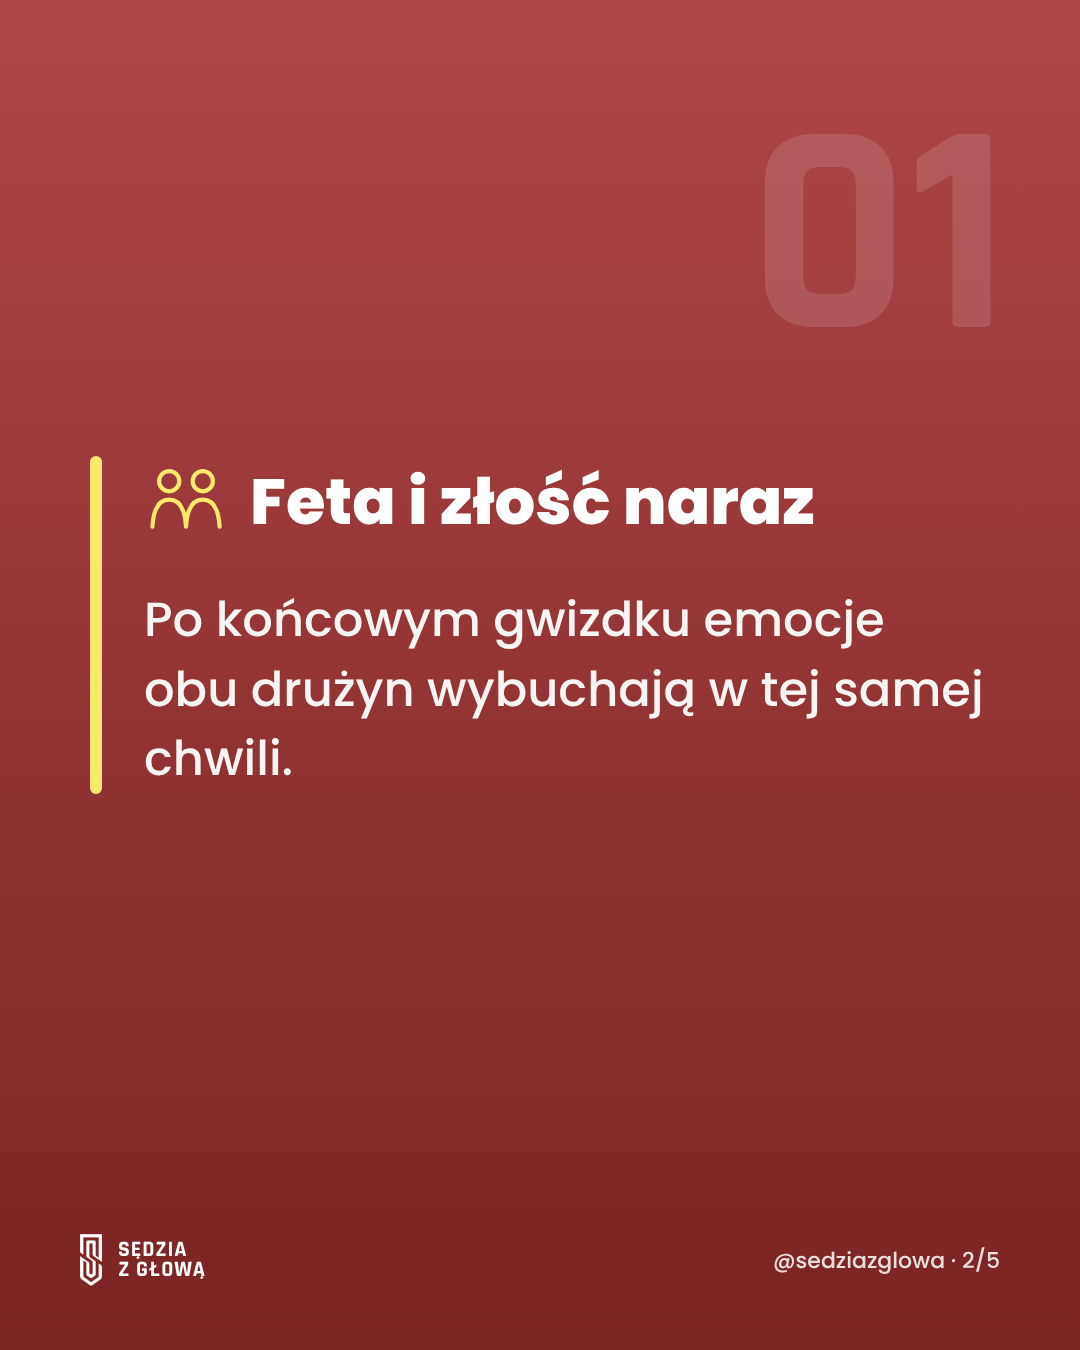 01
Feta i złość naraz
Po końcowym gwizdku emocje
obu drużyn wybuchają w tej samej
chwili.
SĘDZIA
Z GŁOWĄ
@sedziazglowa · 2/5